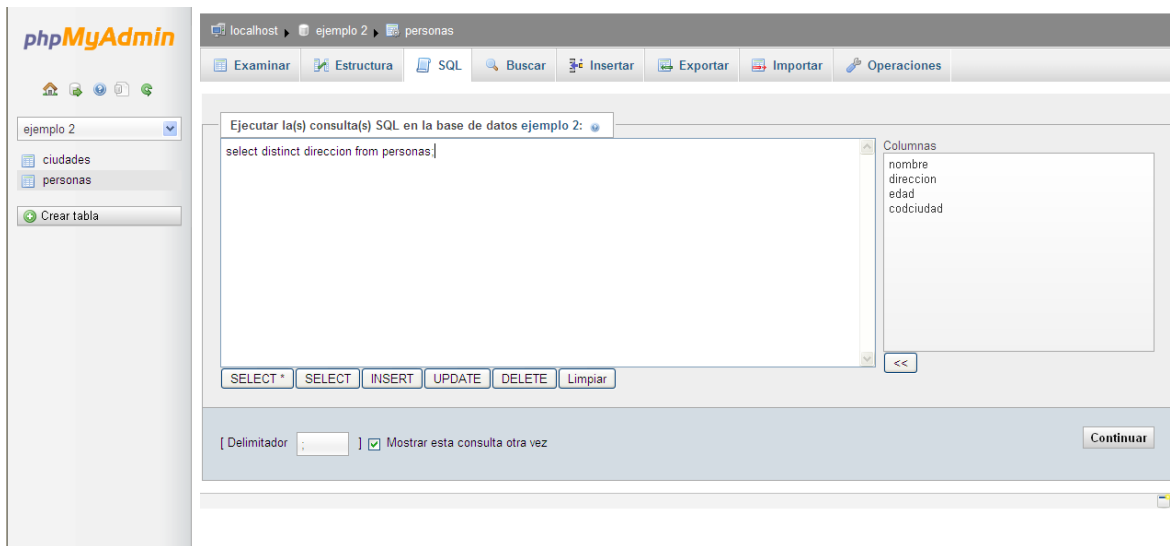 phpMyAdmin
localhost ▸ ejemplo 2 ▸ personas
Examinar Estructura SQL Buscar Insertar Exportar Importar Operaciones
ejemplo 2
ciudades
personas
Crear tabla
Ejecutar la(s) consulta(s) SQL en la base de datos ejemplo 2:
select distinct direccion from personas;
Columnas
nombre
direccion
edad
codciudad
<<
SELECT * SELECT INSERT UPDATE DELETE Limpiar
[ Delimitador ; ] Mostrar esta consulta otra vez
Continuar